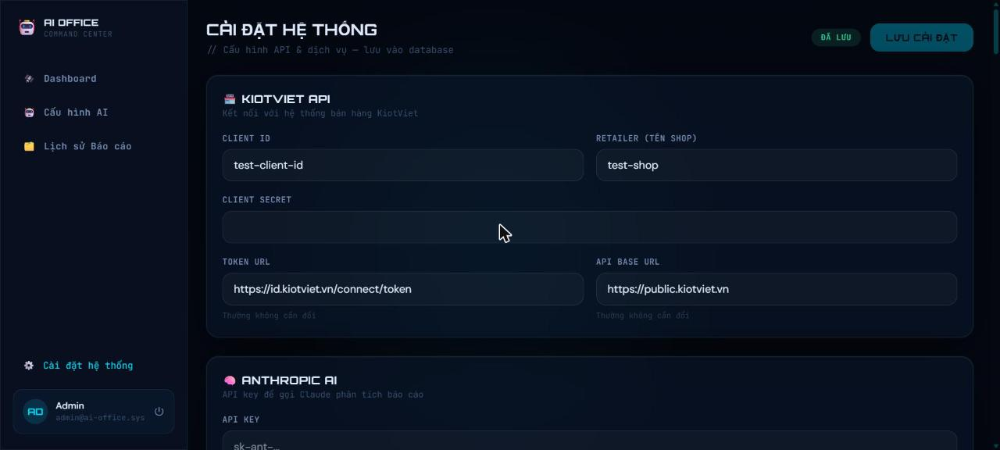 AI OFFICE
COMMAND CENTER
Dashboard
Cấu hình AI
Lịch sử Báo cáo
Cài đặt hệ thống
AD
Admin
admin@ai-office.sys
CÀI ĐẶT HỆ THỐNG
// Cấu hình API & dịch vụ — lưu vào database
ĐÃ LƯU
LƯU CÀI ĐẶT
KIOTVIET API
Kết nối với hệ thống bán hàng KiotViet
CLIENT ID
RETAILER (TÊN SHOP)
test-client-id
test-shop
CLIENT SECRET
TOKEN URL
API BASE URL
https://id.kiotviet.vn/connect/token
https://public.kiotviet.vn
Thường không cần đổi
Thường không cần đổi
ANTHROPIC AI
API key để gọi Claude phân tích báo cáo
API KEY
sk-ant-…